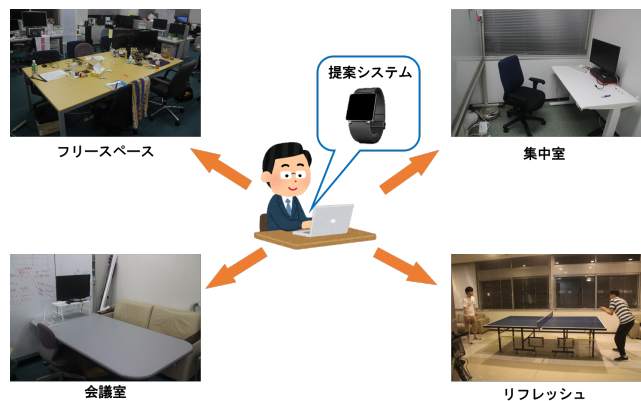 提案システム
フリースペース
集中室
会議室
リフレッシュ